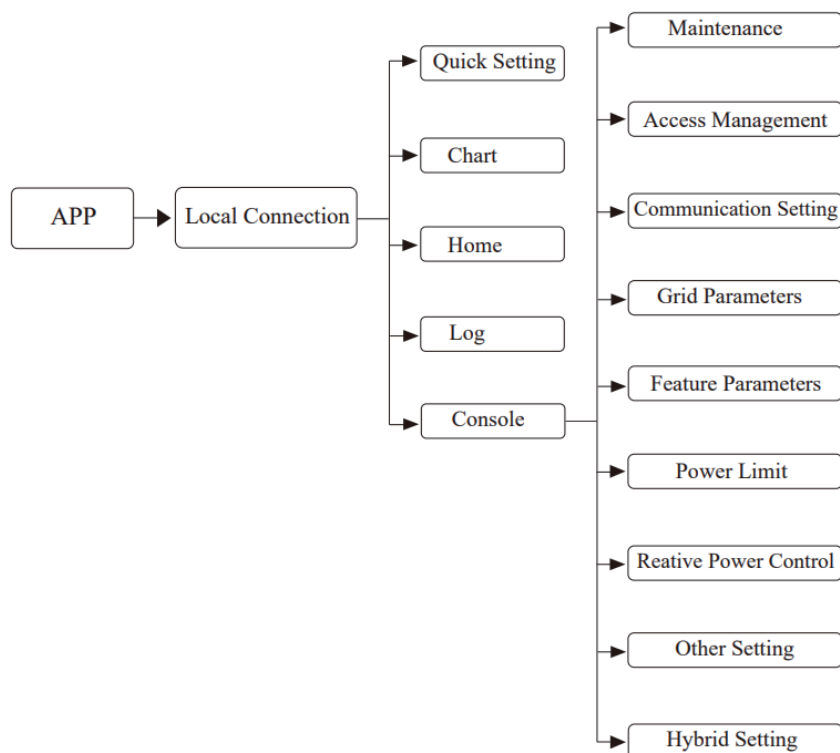 APP
Local Connection
Quick Setting
Chart
Home
Log
Console
Maintenance
Access Management
Communication Setting
Grid Parameters
Feature Parameters
Power Limit
Reative Power Control
Other Setting
Hybrid Setting